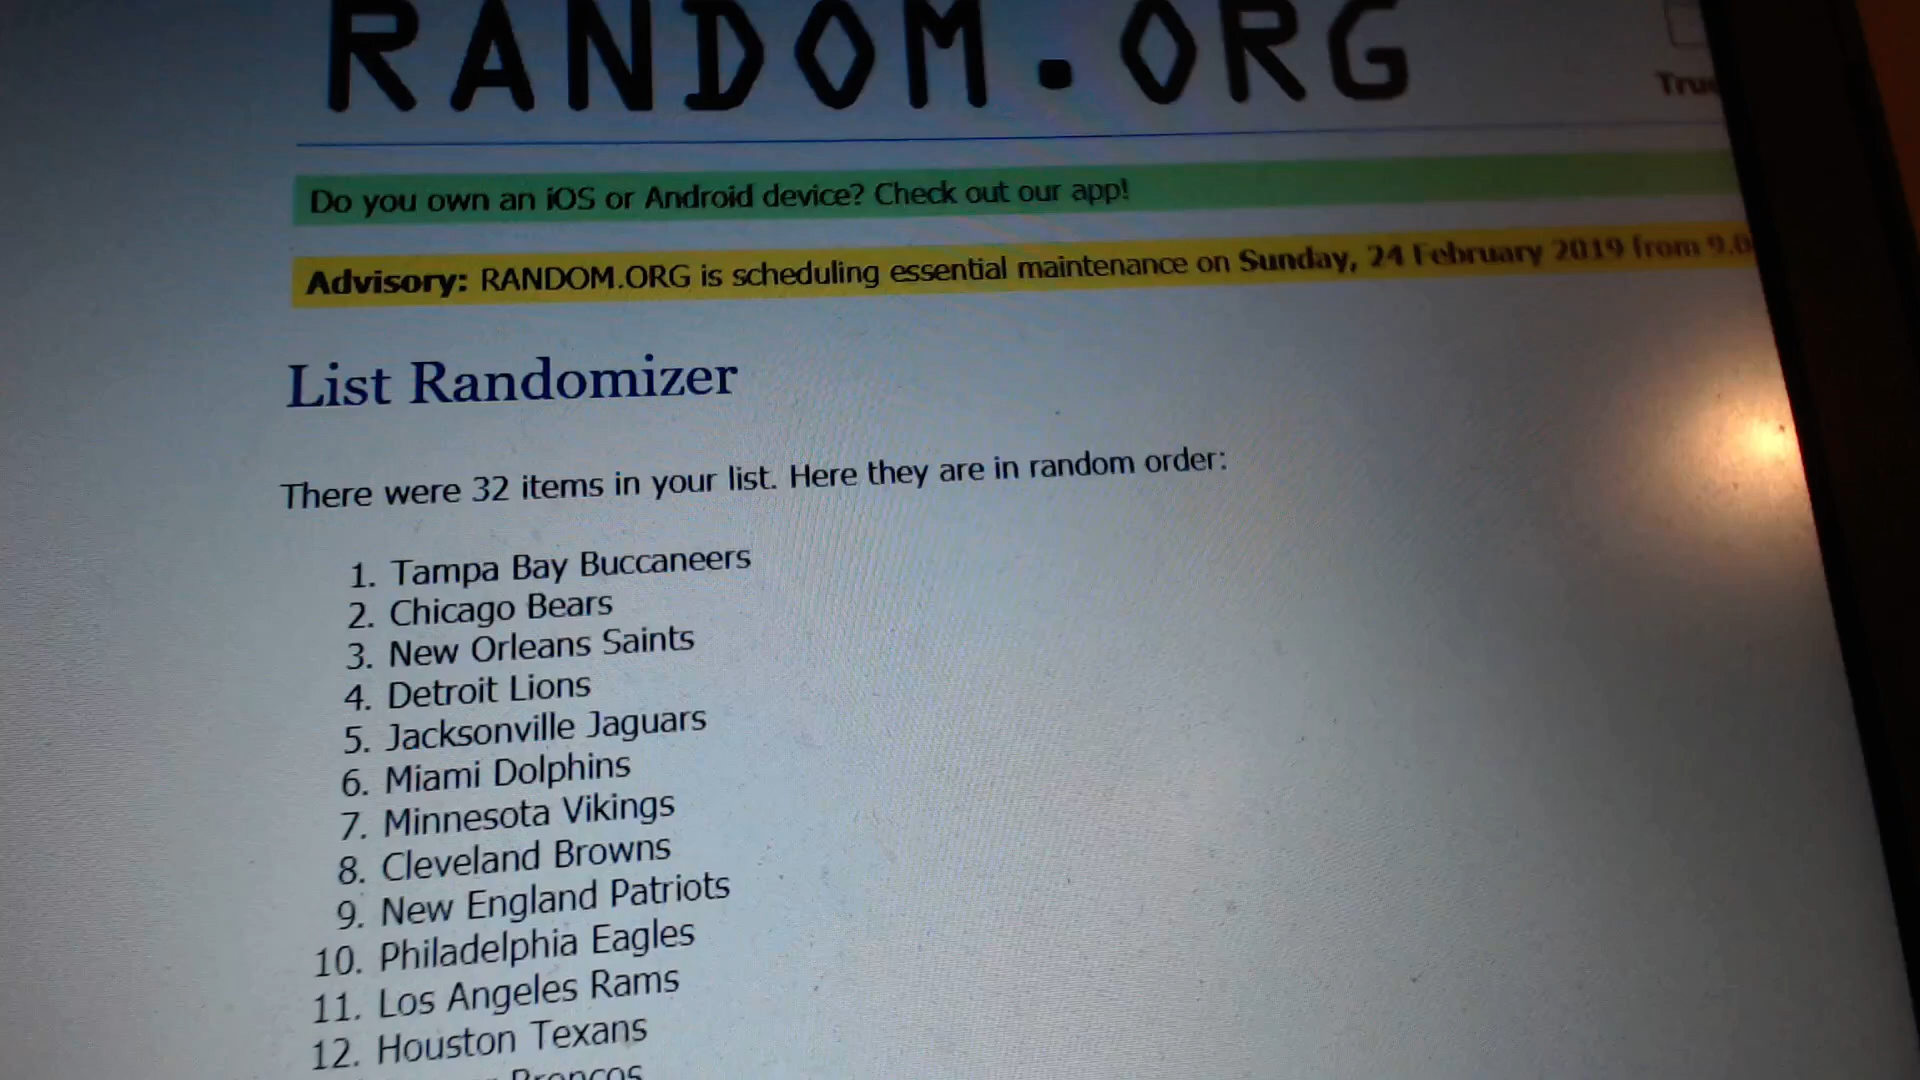 RANDOM.ORG
Do you own an iOS or Android device? Check out our app!
Advisory: RANDOM.ORG is scheduling essential maintenance on Sunday, 24 February 2019 from
List Randomizer
There were 32 items in your list. Here they are in random order:
1. Tampa Bay Buccaneers
2. Chicago Bears
3. New Orleans Saints
4. Detroit Lions
5. Jacksonville Jaguars
6. Miami Dolphins
7. Minnesota Vikings
8. Cleveland Browns
9. New England Patriots
10. Philadelphia Eagles
11. Los Angeles Rams
12. Houston Texans
Broncos